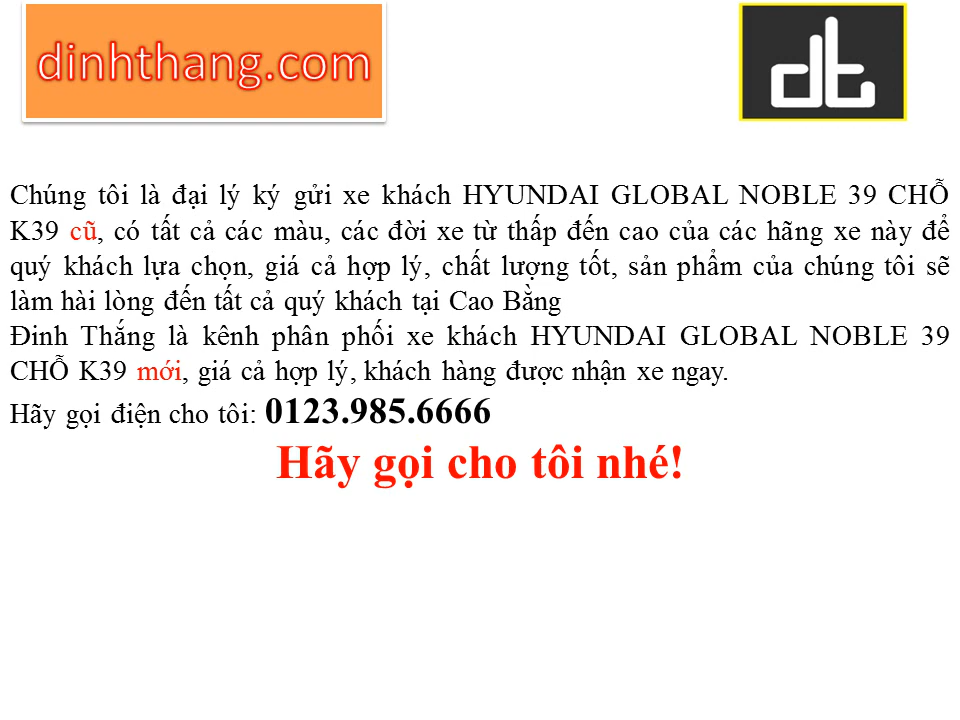 dinhthang.com
dt
Chúng tôi là đại lý ký gửi xe khách HYUNDAI GLOBAL NOBLE 39 CHỖ
K39 cũ, có tất cả các màu, các đời xe từ thấp đến cao của các hãng xe này để
quý khách lựa chọn, giá cả hợp lý, chất lượng tốt, sản phẩm của chúng tôi sẽ
làm hài lòng đến tất cả quý khách tại Cao Bằng
Đinh Thắng là kênh phân phối xe khách HYUNDAI GLOBAL NOBLE 39
CHỖ K39 mới, giá cả hợp lý, khách hàng được nhận xe ngay.
Hãy gọi điện cho tôi: 0123.985.6666
Hãy gọi cho tôi nhé!